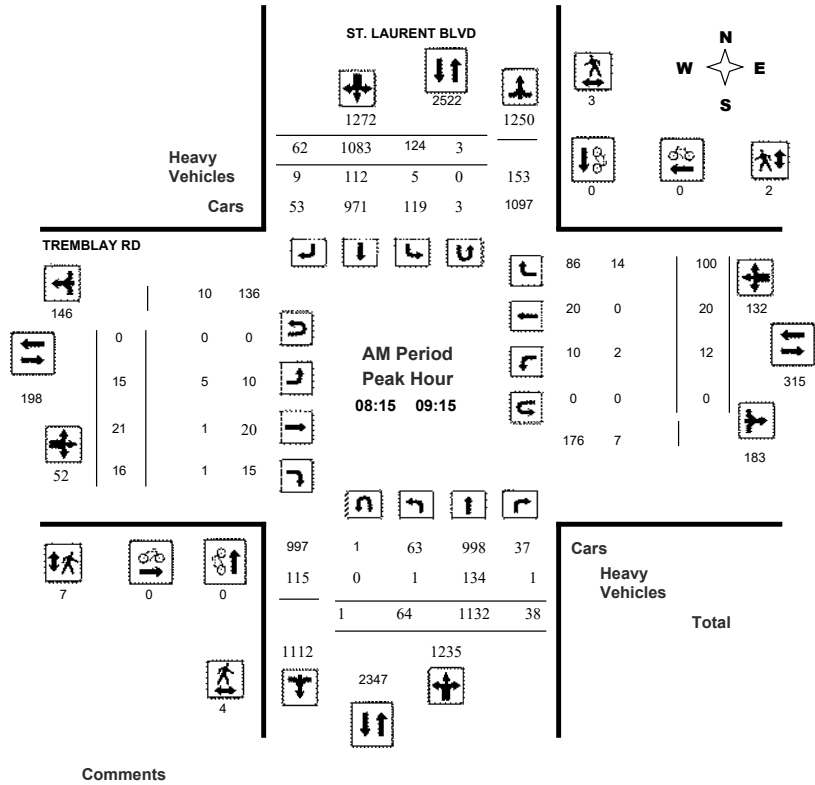 ST. LAURENT BLVD
N
W E
S
2522
3
1272 1250
62 1083 124 3
Heavy
Vehicles
9 112 5 0 153
0 0 2
Cars 53 971 119 3 1097
TREMBLAY RD
86 14 100
146
10 136
20 0 20 132
0 0 0
AM Period
Peak Hour
08:15 09:15
10 2 12
315
198
15 5 10
0 0 0
21 1 20
176 7
183
52
16 1 15
997 1 63 998 37 Cars
115 0 1 134 1 Heavy
Vehicles
7 0 0
1 64 1132 38
Total
1112 1235
2347
4
Comments